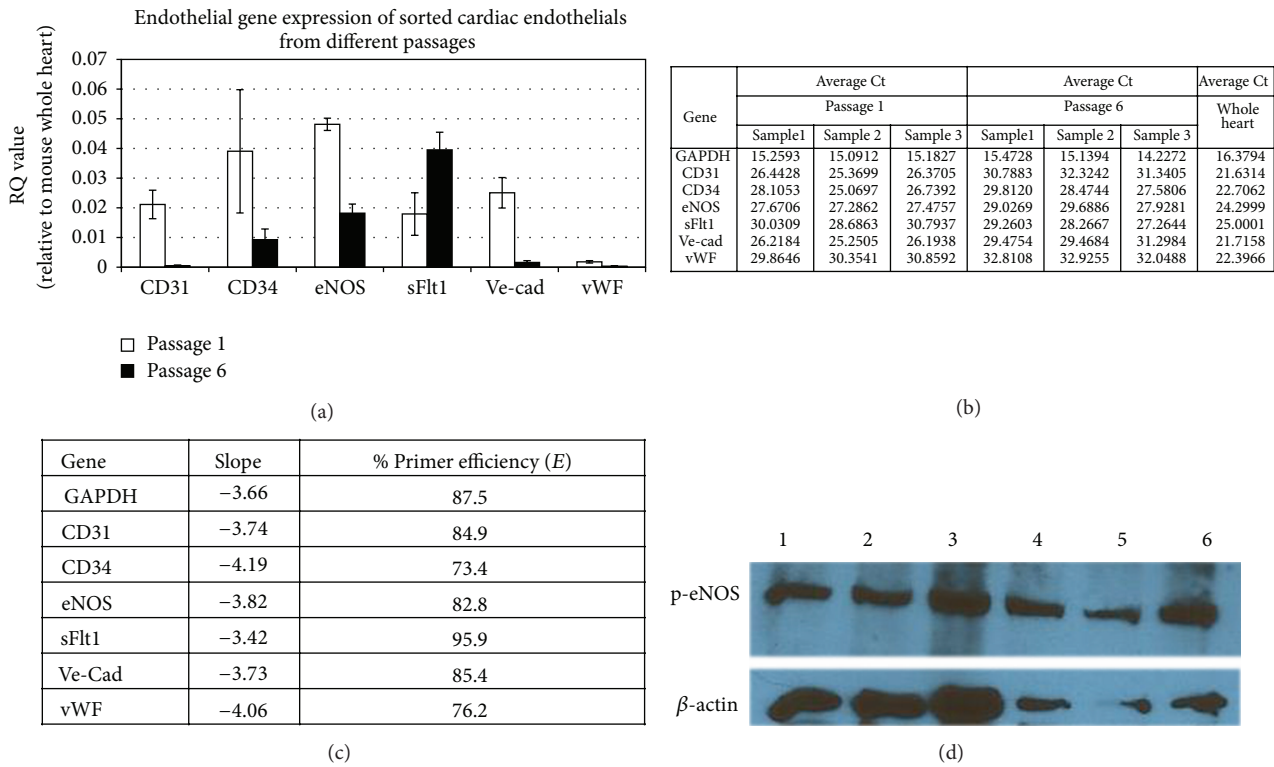 Endothelial gene expression of sorted cardiac endothelials
from different passages
RQ value
(relative to mouse whole heart)
0.07
0.06
0.05
0.04
0.03
0.02
0.01
0
CD31 CD34 eNOS sFlt1 Ve-cad vWF
Passage 1
Passage 6
(a)
Gene Average Ct Average Ct Average Ct
Passage 1 Passage 6 Whole heart
Sample1 Sample 2 Sample 3 Sample1 Sample 2 Sample 3
GAPDH 15.2593 15.0912 15.1827 15.4728 15.1394 14.2272 16.3794
CD31 26.4428 25.3699 26.3705 30.7883 32.3242 31.3405 21.6314
CD34 28.1053 25.0697 26.7392 29.8120 28.4744 27.5806 22.7062
eNOS 27.6706 27.2862 27.4757 29.0269 29.6886 27.9281 24.2999
sFlt1 30.0309 28.6863 30.7937 29.2603 28.2667 27.2644 25.0001
Ve-cad 26.2184 25.2505 26.1938 29.4754 29.4684 31.2984 21.7158
vWF 29.8646 30.3541 30.8592 32.8108 32.9255 32.0488 22.3966
(b)
Gene Slope % Primer efficiency (E)
GAPDH −3.66 87.5
CD31 −3.74 84.9
CD34 −4.19 73.4
eNOS −3.82 82.8
sFlt1 −3.42 95.9
Ve-Cad −3.73 85.4
vWF −4.06 76.2
(c)
1 2 3 4 5 6
p-eNOS
β-actin
(d)